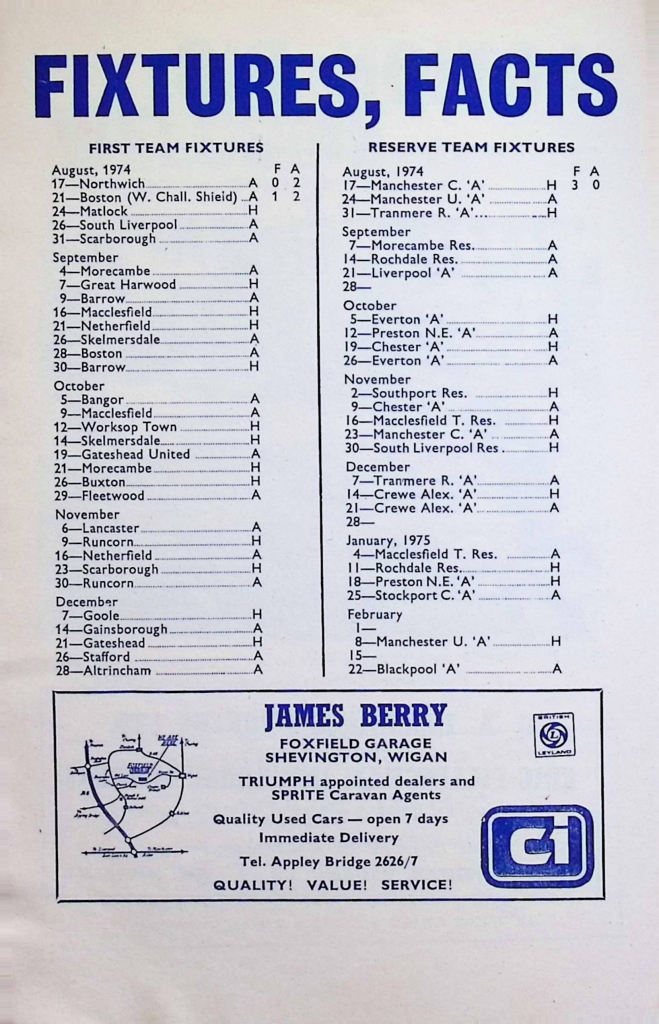 FIXTURES, FACTS
FIRST TEAM FIXTURES
August, 1974 F A
17—Northwich A 0 2
21—Boston (W. Chall. Shieid) A 1 2
24—Matlock H
26—South Liverpool A
31—Scarborough A
September
4—Morecambe A
7—Great Harwood H
9—Barrow A
16—Macclesfield H
21—Netherfield H
26—Skelmersdale A
28—Boston A
30—Barrow H
October
5—Bangor A
9—Macclesfield A
12—Worksop Town H
14—Skelmersdale H
19—Gateshead United A
21—Morecambe H
26—Buxton H
29—Fleetwood A
November
6—Lancaster A
9—Runcorn H
16—Netherfield A
23—Scarborough H
30—Runcorn A
December
7—Goole H
14—Gainsborough A
21—Gateshead H
26—Stafford A
28—Altrincham A
RESERVE TEAM FIXTURES
August, 1974 F A
17—Manchester C. 'A' H 3 0
24—Manchester U. 'A' A
31—Tranmere R. 'A' H
September
7—Morecambe Res. A
14—Rochdale Res. A
21—Liverpool 'A' A
28—
October
5—Everton 'A' H
12—Preston N.E. 'A' A
19—Chester 'A' H
26—Everton 'A' A
November
2—Southport Res. H
9—Chester 'A' A
16—Macclesfield T. Res. H
23—Manchester C. 'A' A
30—South Liverpool Res. H
December
7—Tranmere R. 'A' A
14—Crewe Alex. 'A' H
21—Crewe Alex. 'A' A
28—
January, 1975
4—Macclesfield T. Res. A
11—Rochdale Res. H
18—Preston N.E. 'A' H
25—Stockport C. 'A' A
February
1—
8—Manchester U. 'A' H
15—
22—Blackpool 'A' A
JAMES BERRY
FOXFIELD GARAGE
SHEVINGTON, WIGAN
TRIUMPH appointed dealers and
SPRITE Caravan Agents
Quality Used Cars — open 7 days
Immediate Delivery
Tel. Appley Bridge 2626/7
QUALITY! VALUE! SERVICE!
BRITISH
L
LEYLAND
Ci